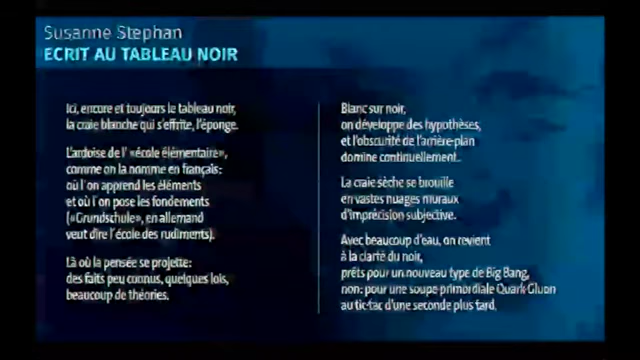 Susanne Stephan
ECRIT AU TABLEAU NOIR
Ici, encore et toujours le tableau noir,
la craie blanche qui s'effrite, l'éponge.
L'ardoise de l' «école élémentaire»,
comme on la nomme en français:
où l'on apprend les éléments
et où l'on pose les fondements
(«Grundschule», en allemand
veut dire l'école des rudiments).
Là où la pensée se projette:
des faits peu connus, quelques lois,
beaucoup de théories.
Blanc sur noir,
on développe des hypothèses,
et l'obscurité de l'arrière-plan
domine continuellement.
La craie sèche se brouille
en vastes nuages muraux
d'imprécision subjective.
Avec beaucoup d'eau, on revient
à la clarté du noir,
prêts pour un nouveau type de Big Bang,
non: pour une soupe primordiale Quark Gluon
au tic-tac d'une seconde plus tard.